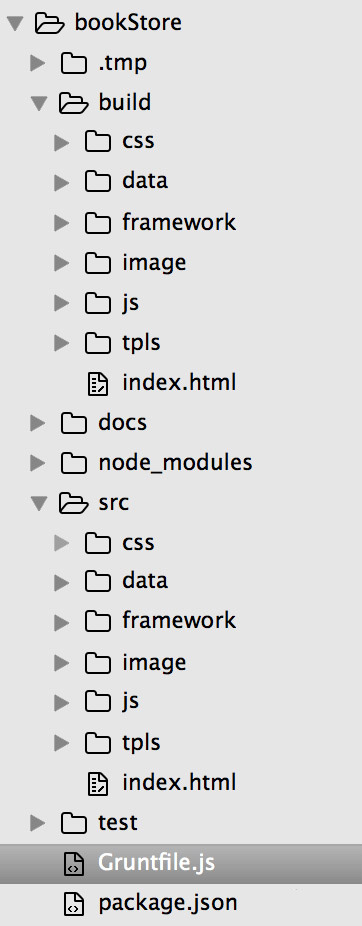 bookStore
.tmp
build
css
data
framework
image
js
tpls
index.html
docs
node_modules
src
css
data
framework
image
js
tpls
index.html
test
Gruntfile.js
package.json